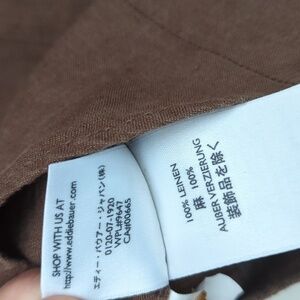 SHOP WITH US AT
http://www.eddiebauer.com
エディー・バウアー・ジャパン(株)
0120-07-1920
WPL#9647
CA#00665
100% LEINEN
麻 100%
AUßER VERZIERUNG
装飾品を除く